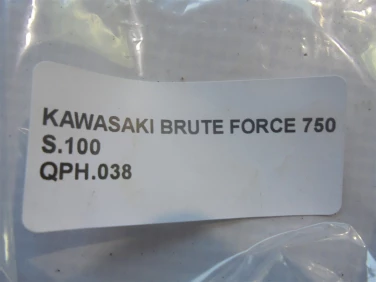 KAWASAKI BRUTE FORCE 750
S.100
QPH.038